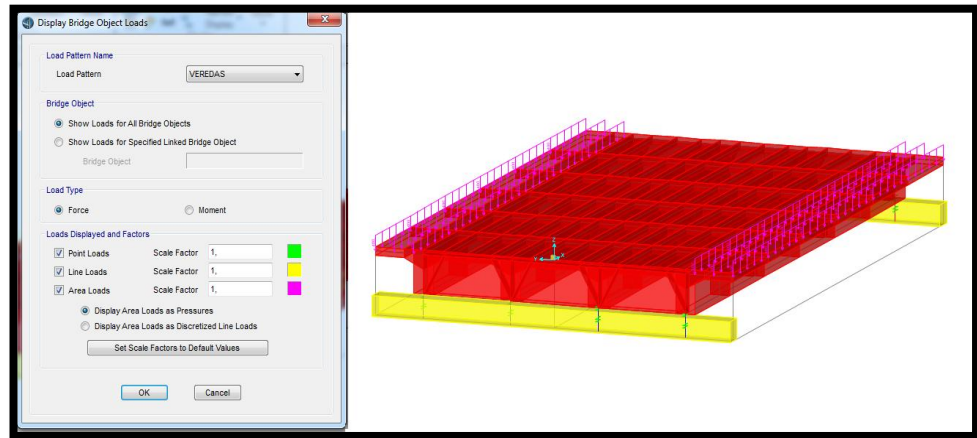 Display Bridge Object Loads
Load Pattern Name
Load Pattern
VEREDAS
Bridge Object
Show Loads for All Bridge Objects
Show Loads for Specified Linked Bridge Object
Bridge Object
Load Type
Force
Moment
Loads Displayed and Factors
Point Loads Scale Factor 1,
Line Loads Scale Factor 1,
Area Loads Scale Factor 1,
Display Area Loads as Pressures
Display Area Loads as Discretized Line Loads
Set Scale Factors to Default Values
OK Cancel
Z
Y X